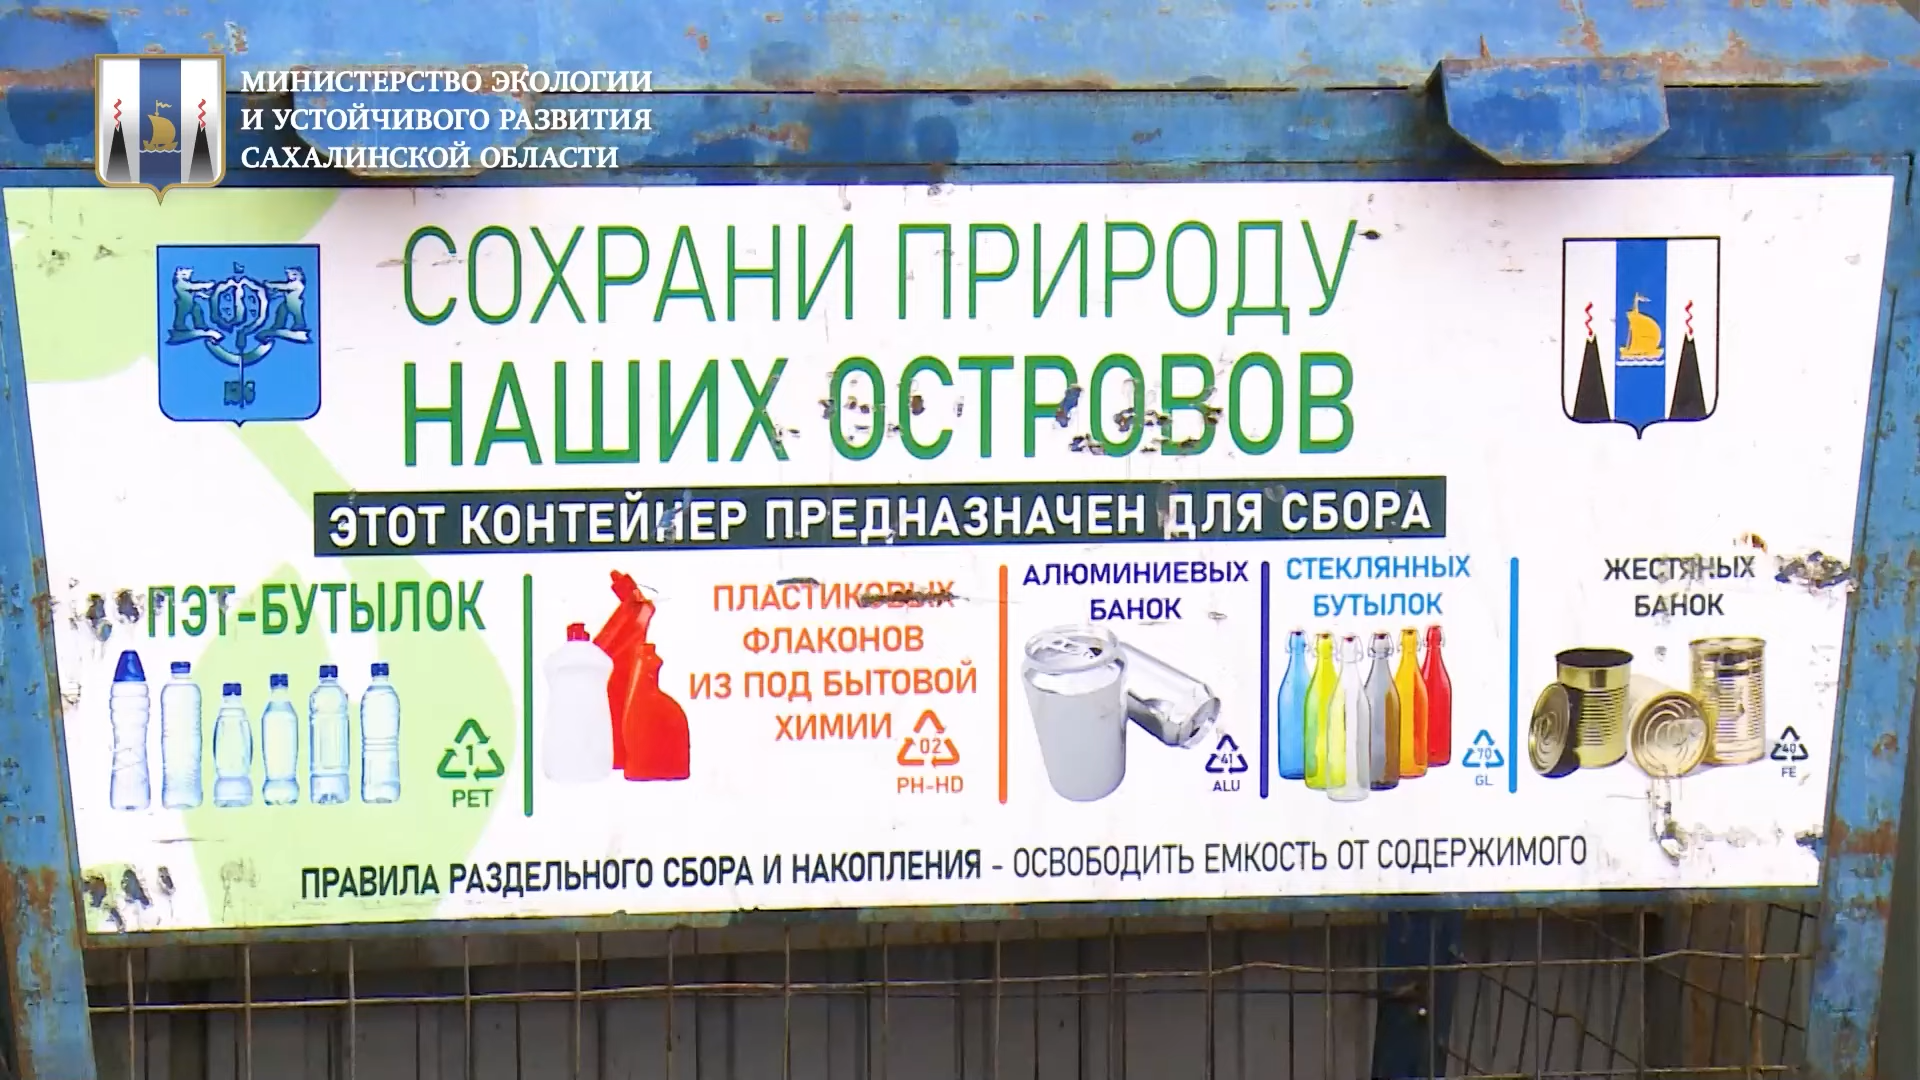 МИНИСТЕРСТВО ЭКОЛОГИИ
И УСТОЙЧИВОГО РАЗВИТИЯ
САХАЛИНСКОЙ ОБЛАСТИ
СОХРАНИ ПРИРОДУ
НАШИХ ОСТРОВОВ
ЭТОТ КОНТЕЙНЕР ПРЕДНАЗНАЧЕН ДЛЯ СБОРА
ПЭТ-БУТЫЛОК
1
PET
ПЛАСТИКОВЫХ
ФЛАКОНОВ
ИЗ ПОД БЫТОВОЙ
ХИМИИ
02
PH-HD
АЛЮМИНИЕВЫХ
БАНОК
41
ALU
СТЕКЛЯННЫХ
БУТЫЛОК
70
GL
ЖЕСТЯНЫХ
БАНОК
40
FE
ПРАВИЛА РАЗДЕЛЬНОГО СБОРА И НАКОПЛЕНИЯ - ОСВОБОДИТЬ ЕМКОСТЬ ОТ СОДЕРЖИМОГО